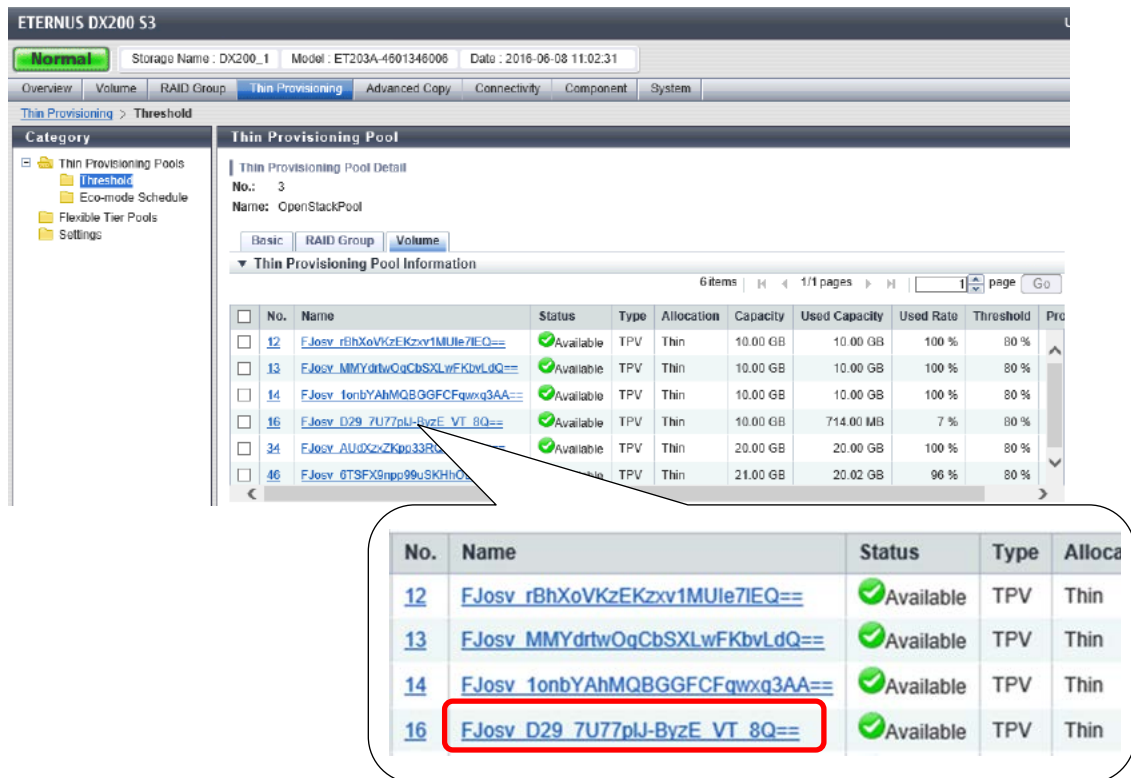 ETERNUS DX200 S3
Normal Storage Name : DX200_1 Model : ET203A-4601346006 Date : 2016-06-08 11:02:31
Overview Volume RAID Group Thin Provisioning Advanced Copy Connectivity Component System
Thin Provisioning > Threshold
Category
Thin Provisioning Pools
Threshold
Eco-mode Schedule
Flexible Tier Pools
Settings
Thin Provisioning Pool
Thin Provisioning Pool Detail
No.: 3
Name: OpenStackPool
Basic RAID Group Volume
Thin Provisioning Pool Information
6 items 1/1 pages 1 page Go
No. Name Status Type Allocation Capacity Used Capacity Used Rate Threshold
12 FJosv_rBhXoVKzEKzxv1MUIe7IEQ== Available TPV Thin 10.00 GB 10.00 GB 100 % 80 %
13 FJosv_MMYdrtwOgCbSXLwFKbvLdQ== Available TPV Thin 10.00 GB 10.00 GB 100 % 80 %
14 FJosv_1onbYAhMQBGGFCFqwxq3AA== Available TPV Thin 10.00 GB 10.00 GB 100 % 80 %
16 FJosv_D29_7U77plJ-ByzE_VT_8Q== Available TPV Thin 10.00 GB 714.00 MB 7 % 80 %
34 Available TPV Thin 20.00 GB 20.00 GB 100 % 80 %
46 TPV Thin 21.00 GB 20.02 GB 96 % 80 %
No. Name Status Type
12 FJosv_rBhXoVKzEKzxv1MUIe7IEQ== Available TPV Thin
13 FJosv_MMYdrtwOgCbSXLwFKbvLdQ== Available TPV Thin
14 FJosv_1onbYAhMQBGGFCFqwxq3AA== Available TPV Thin
16 FJosv_D29_7U77plJ-ByzE_VT_8Q== Available TPV Thin